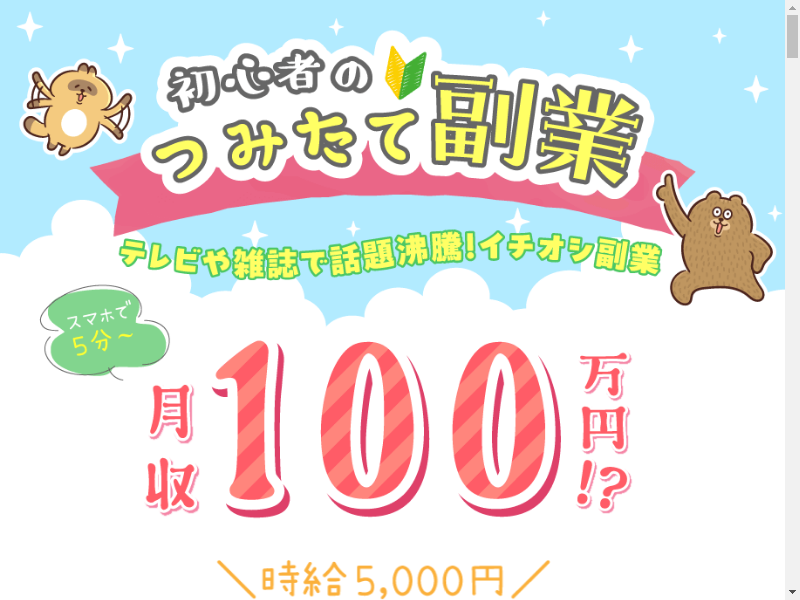 初心者の
つみたて副業
テレビや雑誌で話題沸騰!イチオシ副業
スマホで
5分～
月収100万円!?
＼時給5,000円／